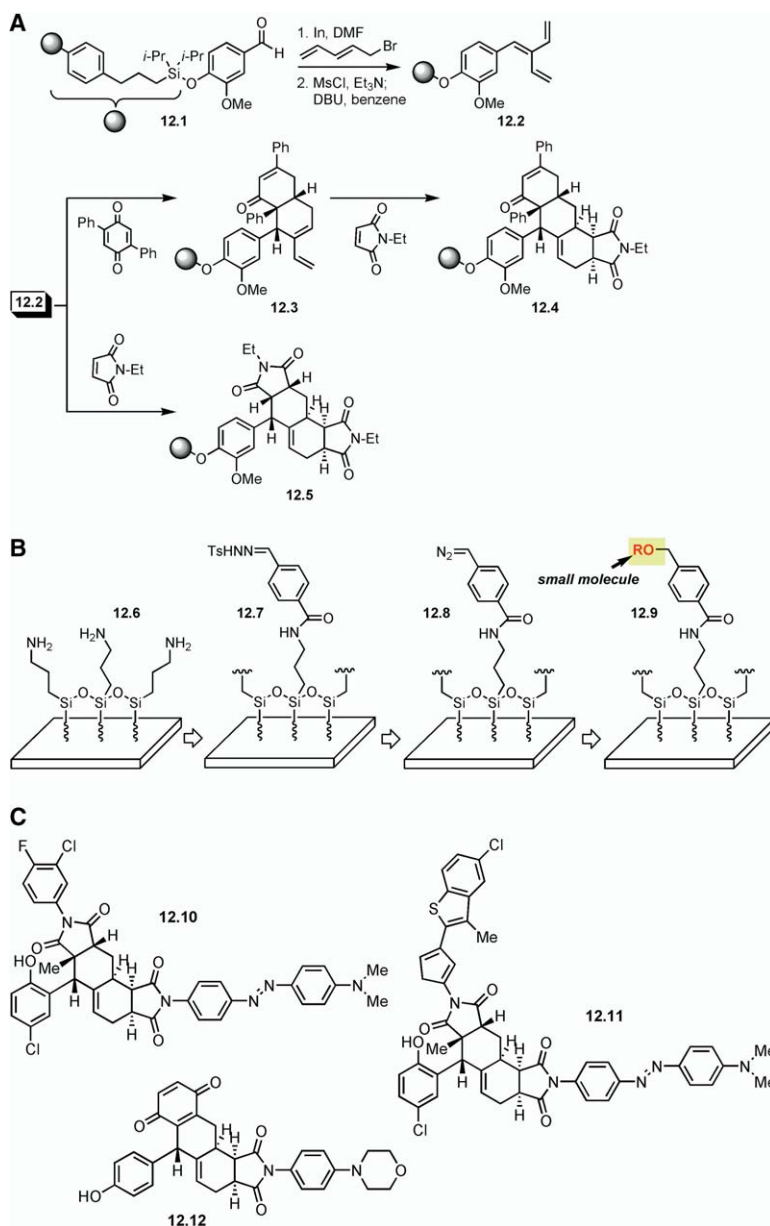 A
i-Pr i-Pr
Si
O
O
H
OMe
12.1
1. In, DMF
Br
2. MsCl, Et3N;
DBU, benzene
O
OMe
12.2
12.2
Ph
O
O
Ph
Ph
O
H
Ph
H
O
OMe
12.3
O
N-Et
O
Ph
O
H
Ph
H
H
H
O
N-Et
O
H
O
OMe
12.4
O
N-Et
O
Et
N
O
O
H
H
H
H
H
O
N-Et
O
H
O
OMe
12.5
B
12.6
NH2
H2N
NH2
Si
O
Si
O
Si
TsHNN
12.7
O
HN
Si
O
Si
O
Si
N2
12.8
O
HN
Si
O
Si
O
Si
RO
small molecule
12.9
O
HN
Si
O
Si
O
Si
C
F
Cl
12.10
O
N
O
H
HO
Me
H
H
H
Cl
H
O
N
O
N
N
N
Me
Me
Cl
S
Me
12.11
N
O
O
H
OH
Me
H
H
H
Cl
H
O
N
O
N
N
N
Me
Me
O
O
H
H
H
HO
H
O
N
O
N
O
12.12